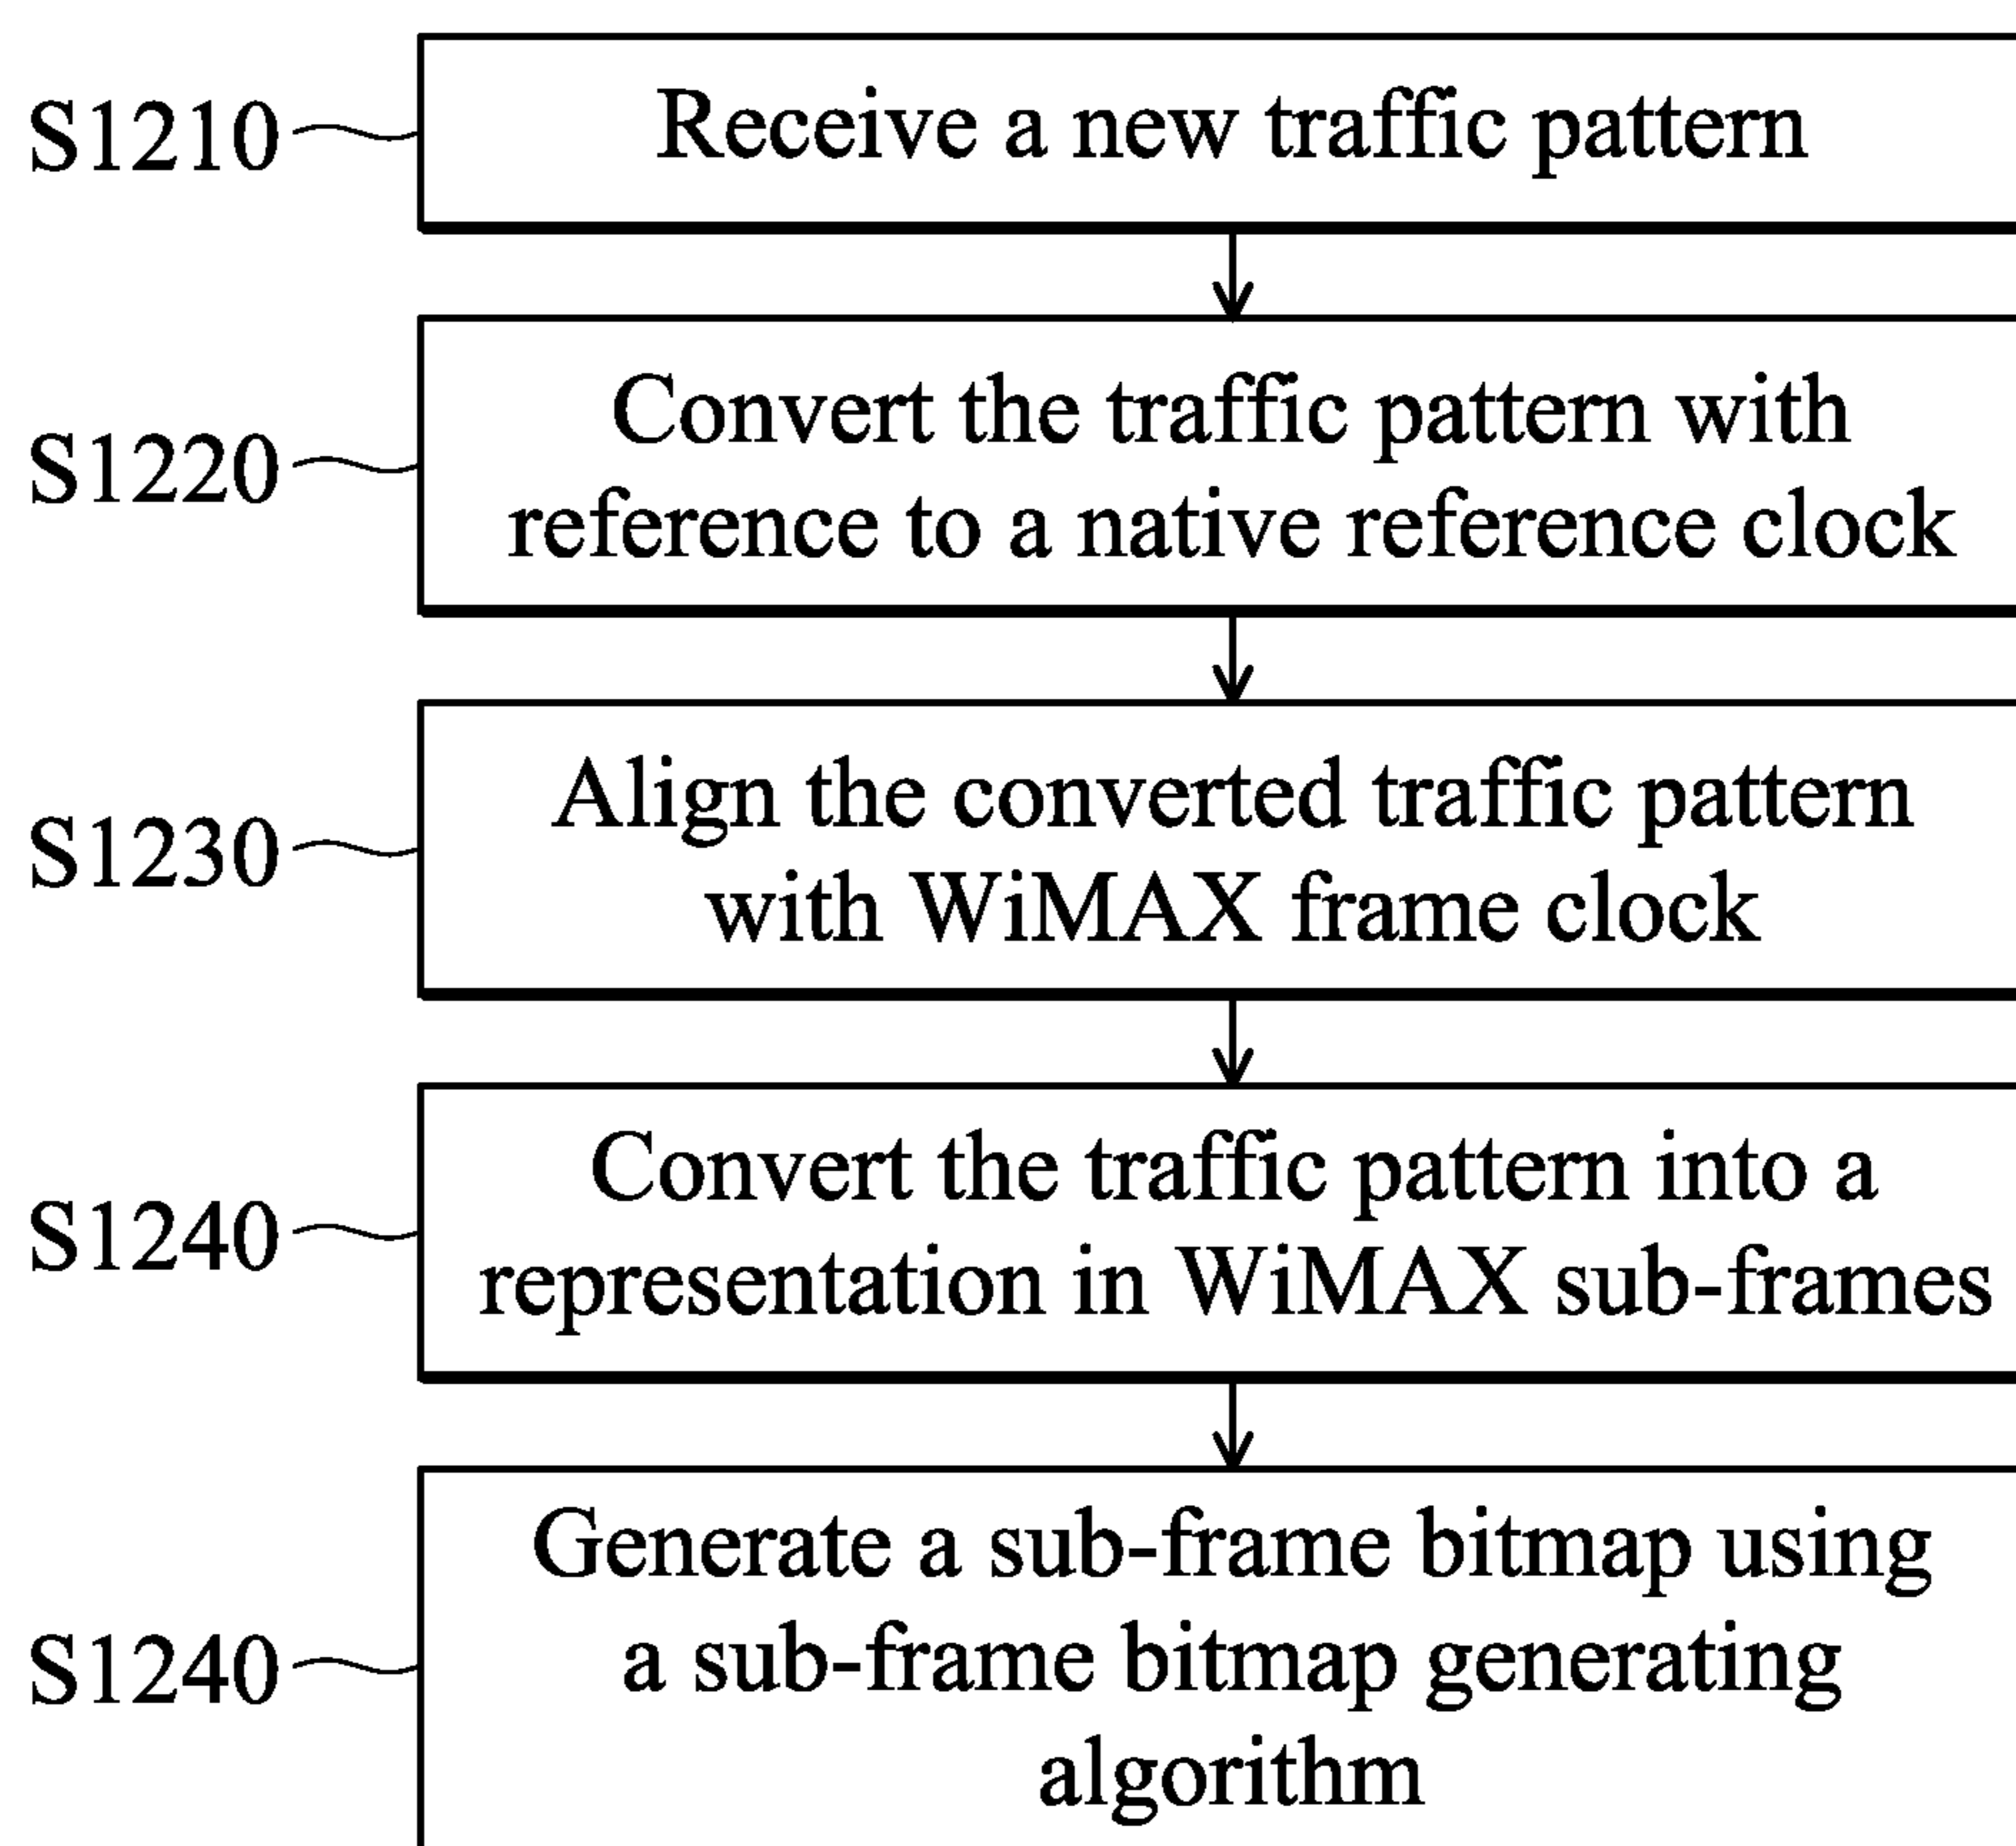 S1210
Receive a new traffic pattern
S1220
Convert the traffic pattern with
reference to a native reference clock
S1230
Align the converted traffic pattern
with WiMAX frame clock
S1240
Convert the traffic pattern into a
representation in WiMAX sub-frames
S1240
Generate a sub-frame bitmap using
a sub-frame bitmap generating
algorithm